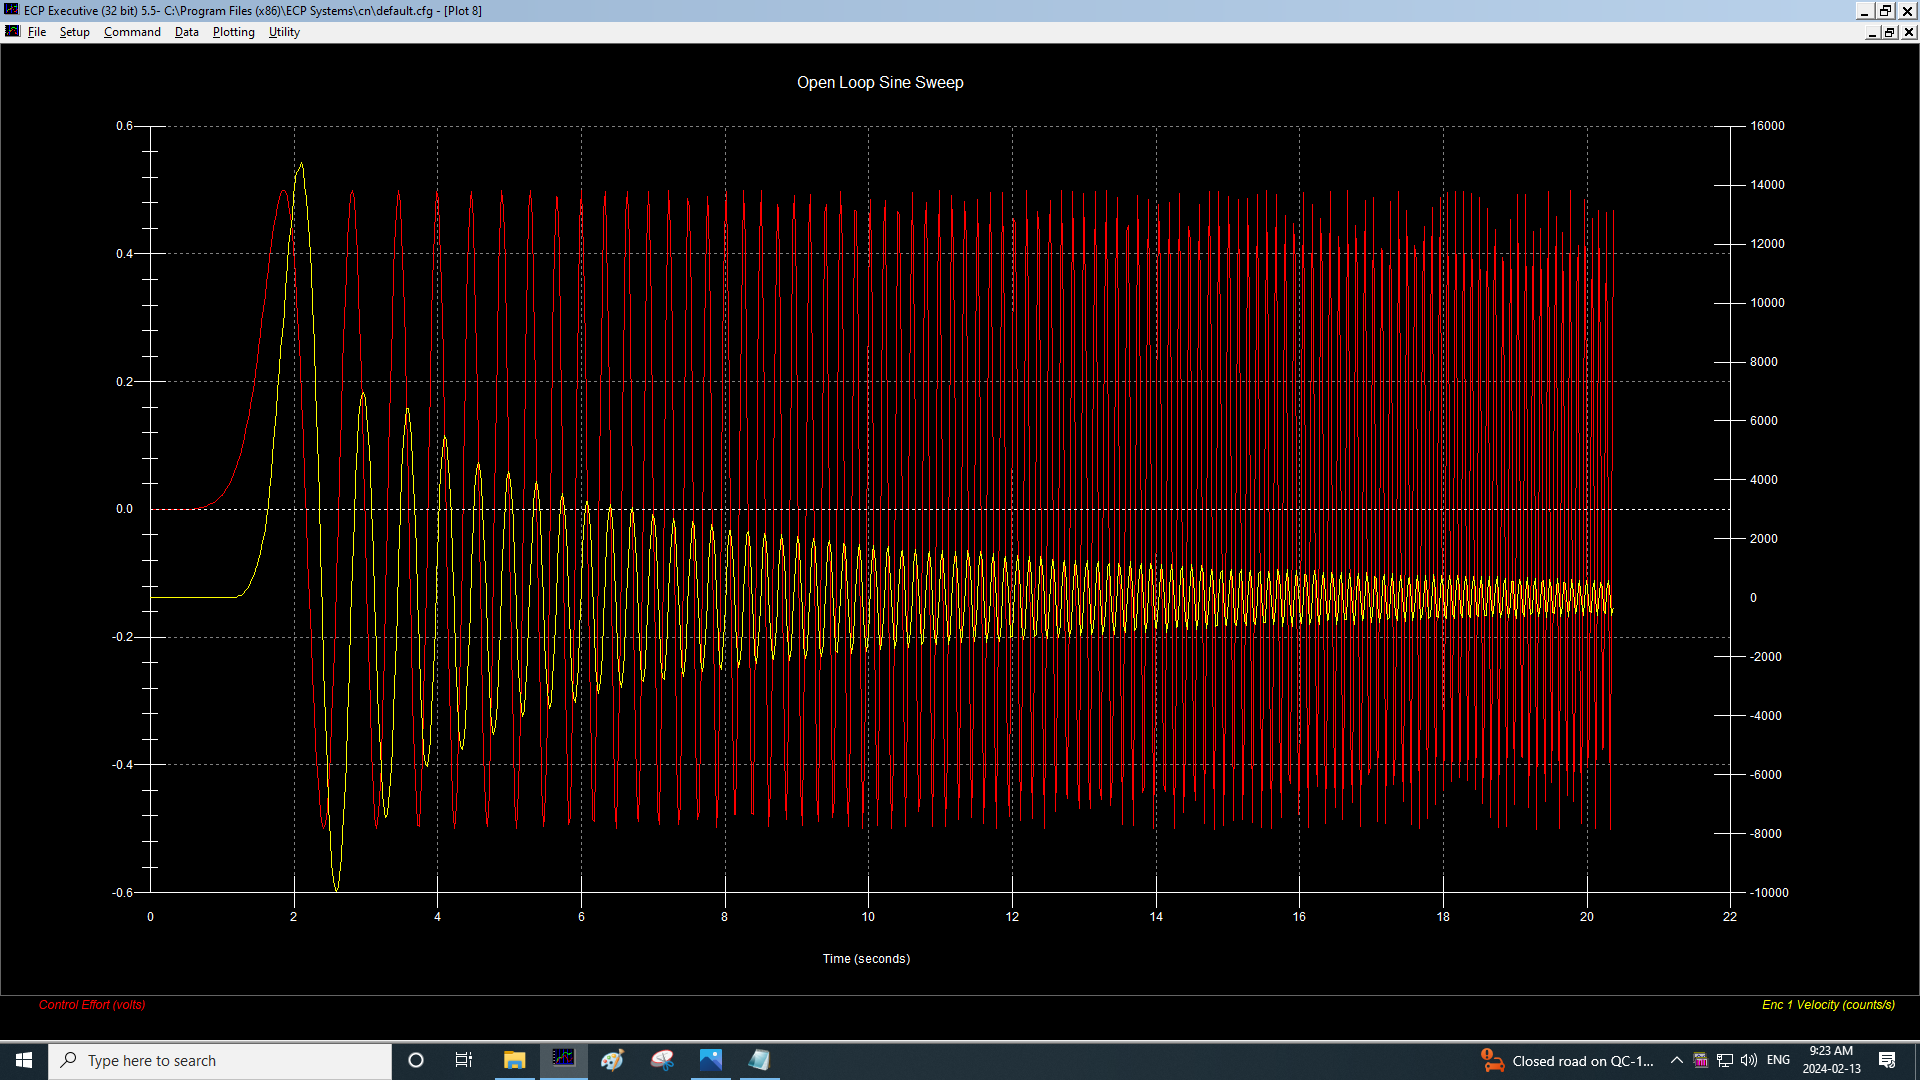 ECP Executive (32 bit) 5.5- C:\Program Files (x86)\ECP Systems\cn\default.cfg - [Plot 8]
File Setup Command Data Plotting Utility
Open Loop Sine Sweep
0.6 16000
14000
0.4 12000
10000
8000
0.2
6000
4000
0.0
2000
0
-0.2
-2000
-4000
-0.4
-6000
-8000
-0.6 -10000
0 2 4 6 8 10 12 14 16 18 20 22
Time (seconds)
Control Effort (volts) Enc 1 Velocity (counts/s)
Type here to search
Closed road on QC-1...
ENG
9:23 AM
2024-02-13